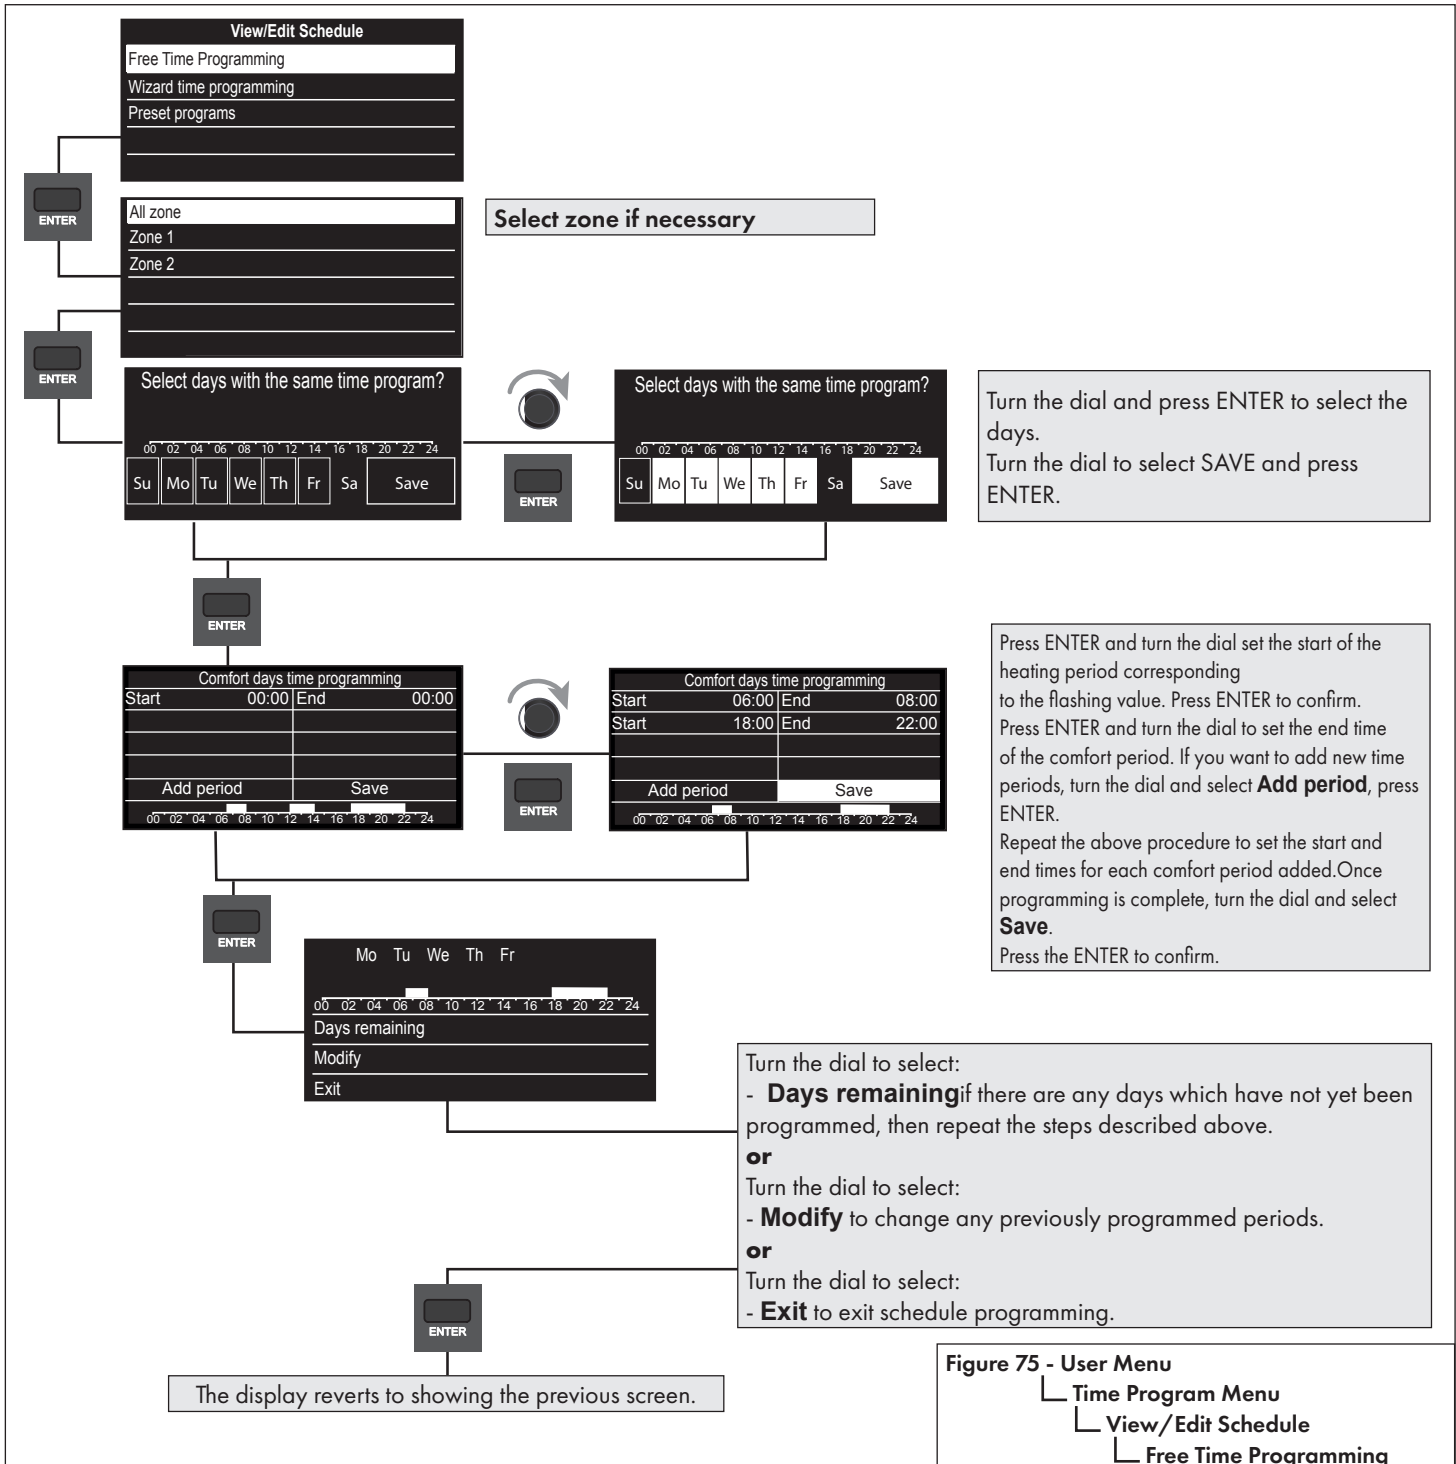 View/Edit Schedule
Free Time Programming
Wizard time programming
Preset programs
ENTER
All zone
Zone 1
Zone 2
Select zone if necessary
ENTER
Select days with the same time program?
00 02 04 06 08 10 12 14 16 18 20 22 24
Su Mo Tu We Th Fr Sa Save
ENTER
Select days with the same time program?
00 02 04 06 08 10 12 14 16 18 20 22 24
Su Mo Tu We Th Fr Sa Save
Turn the dial and press ENTER to select the
days.
Turn the dial to select SAVE and press
ENTER.
ENTER
Comfort days time programming
Start 00:00 End 00:00
Add period Save
00 02 04 06 08 10 12 14 16 18 20 22 24
ENTER
Comfort days time programming
Start 06:00 End 08:00
Start 18:00 End 22:00
Add period Save
00 02 04 06 08 10 12 14 16 18 20 22 24
Press ENTER and turn the dial set the start of the
heating period corresponding
to the flashing value. Press ENTER to confirm.
Press ENTER and turn the dial to set the end time
of the comfort period. If you want to add new time
periods, turn the dial and select Add period, press
ENTER.
Repeat the above procedure to set the start and
end times for each comfort period added.Once
programming is complete, turn the dial and select
Save.
Press the ENTER to confirm.
ENTER
Mo Tu We Th Fr
00 02 04 06 08 10 12 14 16 18 20 22 24
Days remaining
Modify
Exit
Turn the dial to select:
- Days remainingif there are any days which have not yet been
programmed, then repeat the steps described above.
or
Turn the dial to select:
- Modify to change any previously programmed periods.
or
Turn the dial to select:
- Exit to exit schedule programming.
ENTER
The display reverts to showing the previous screen.
Figure 75 - User Menu
Time Program Menu
View/Edit Schedule
Free Time Programming